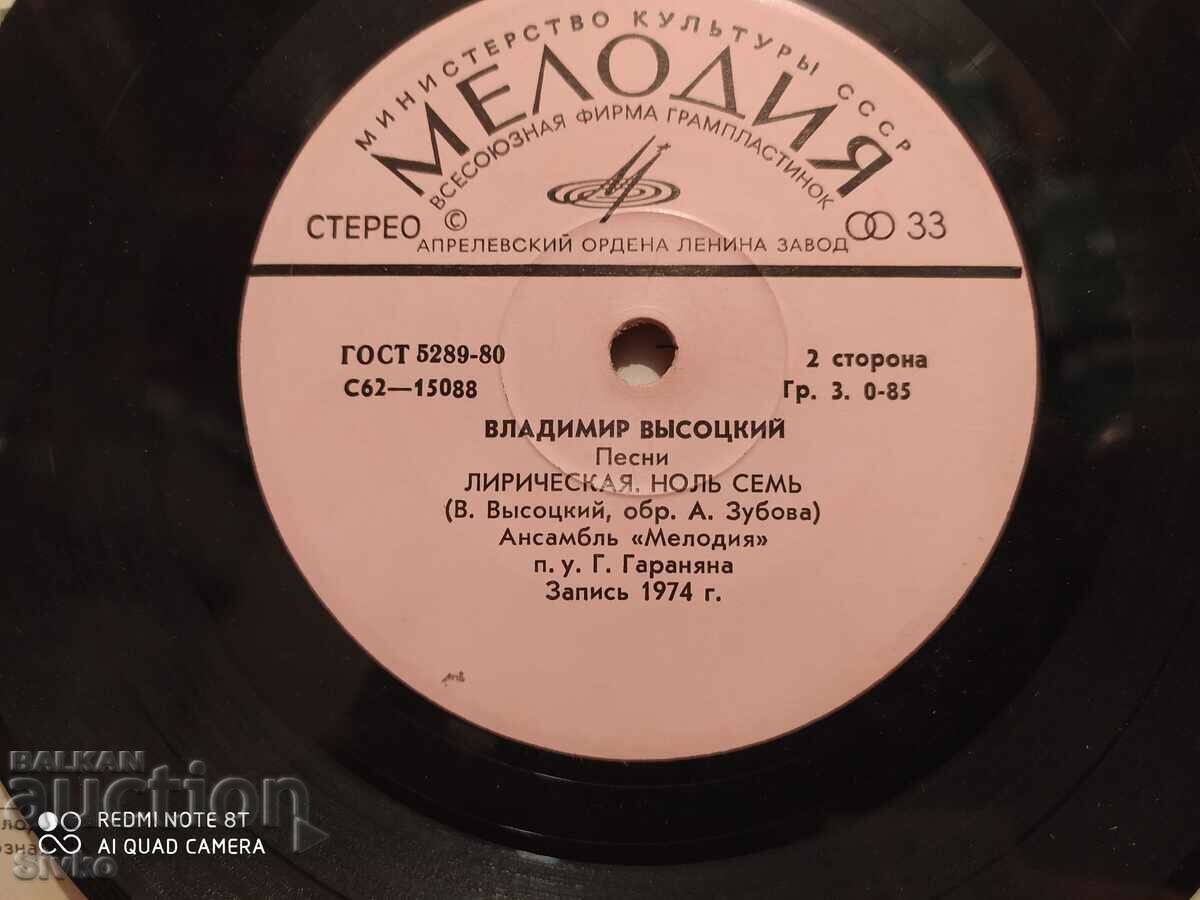 МИНИСТЕРСТВО КУЛЬТУРЫ СССР
МЕЛОДИЯ
ВСЕСОЮЗНАЯ ФИРМА ГРАМПЛАСТИНОК
СТЕРЕО © 33
АПРЕЛЕВСКИЙ ОРДЕНА ЛЕНИНА ЗАВОД
ГОСТ 5289-80 2 сторона
С62—15088 Гр. 3. 0-85
ВЛАДИМИР ВЫСОЦКИЙ
Песни
ЛИРИЧЕСКАЯ. НОЛЬ СЕМЬ
(В. Высоцкий, обр. А. Зубова)
Ансамбль «Мелодия»
п. у. Г. Гараняна
Запись 1974 г.
BALKAN
auction
REDMI NOTE 8T
AI QUAD CAMERA
Sivko